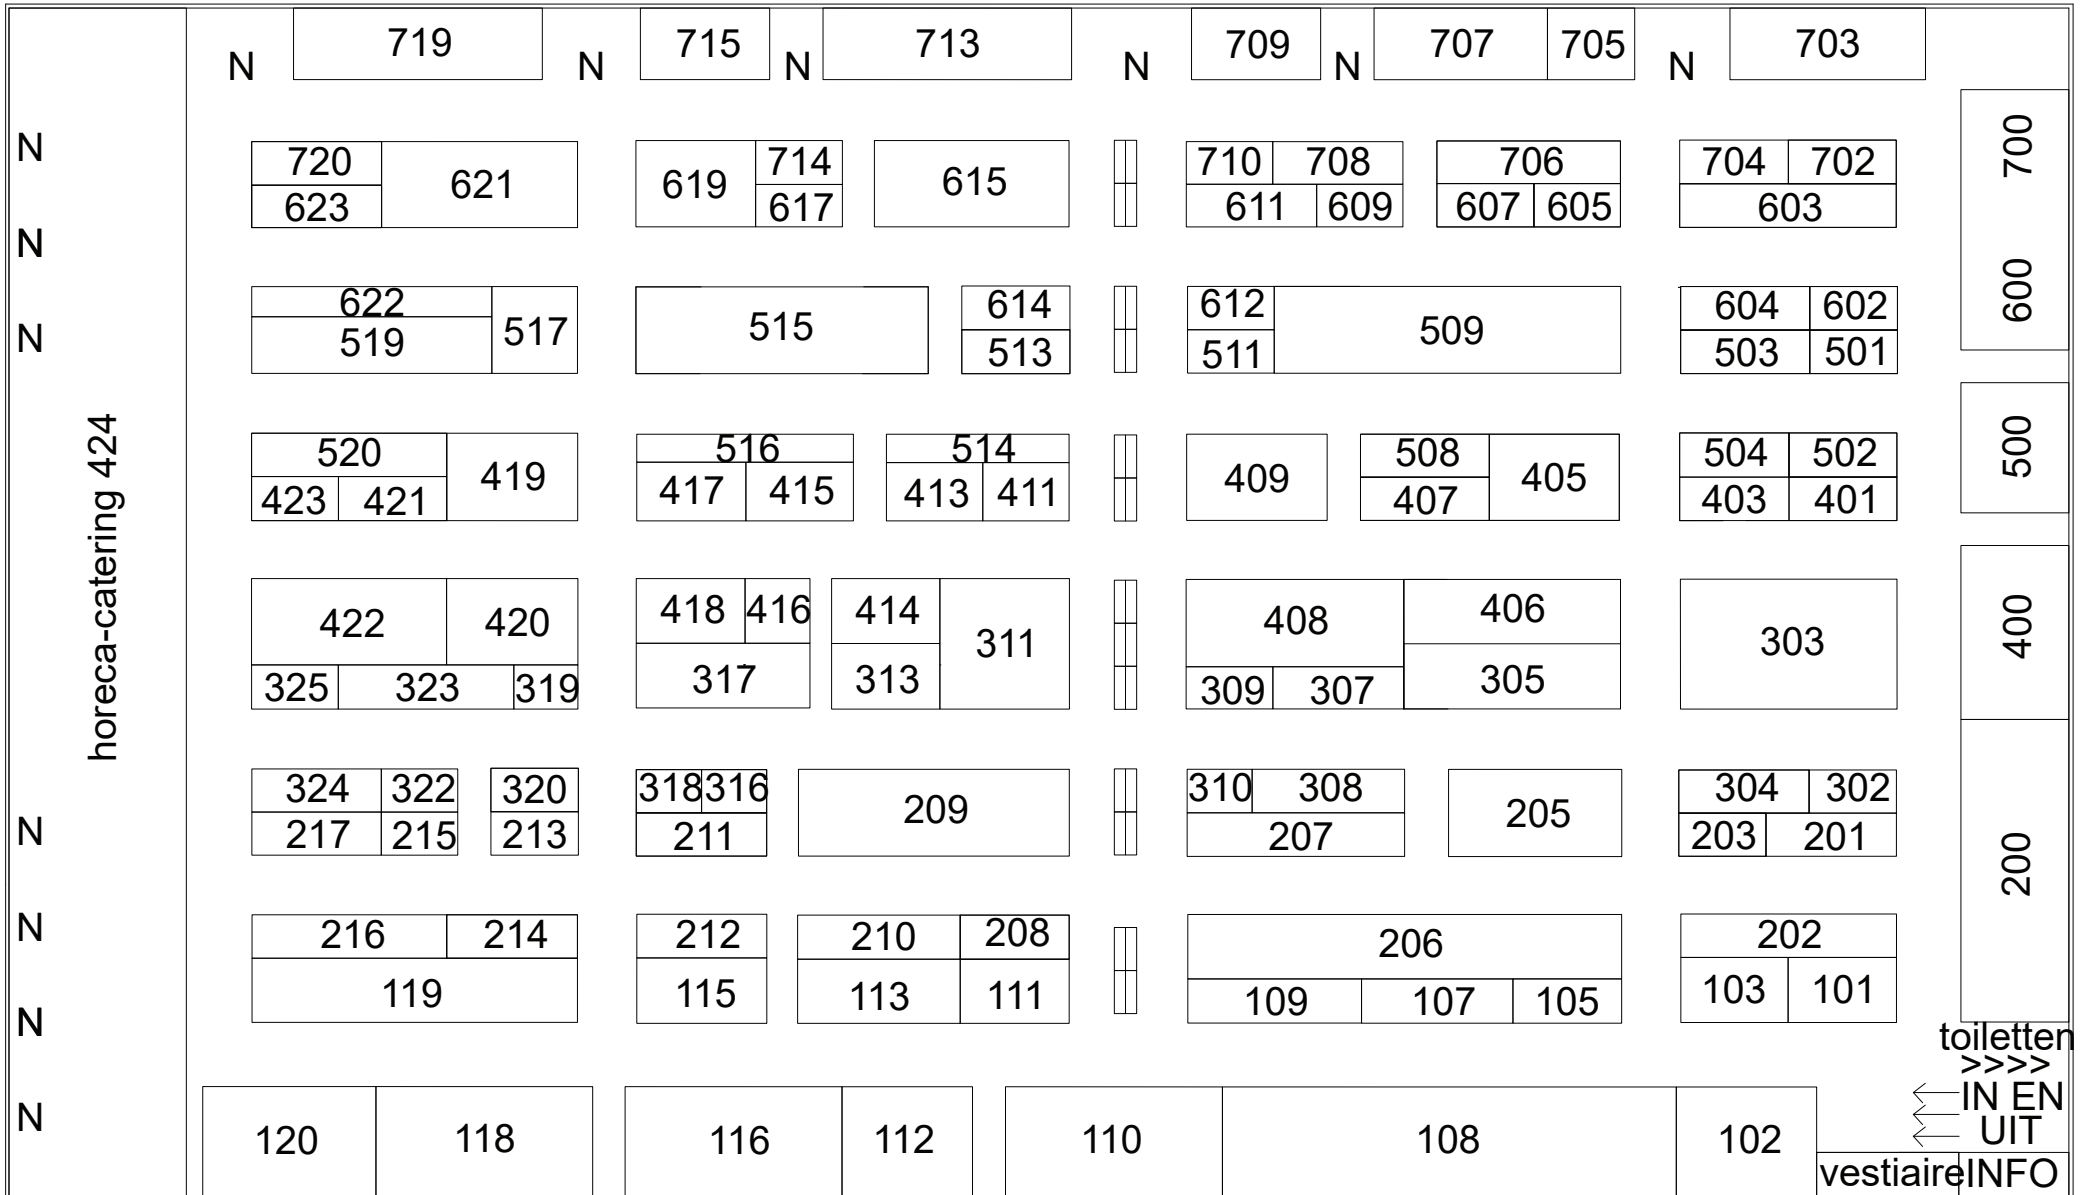 719 715 713 709 707 705 703
N N N N N N
N 720 621 619 714 615 710 708 706 704 702 700
623 617 611 609 607 605 603
N
622 517 515 614 612 509 604 602 600
N 519 513 511 503 501
horeca-catering 424
520 419 516 514 409 508 405 504 502 500
423 421 417 415 413 411 407 403 401
422 420 418 416 414 311 408 406 303 400
325 323 319 317 313 309 307 305
324 322 320 318 316 209 310 308 205 304 302 200
N 217 215 213 211 207 203 201
N 216 214 212 210 208 206 202
119 115 113 111 109 107 105 103 101
N
toiletten
>>>>
N IN EN
120 118 116 112 110 108 102 UIT
vestiaire INFO